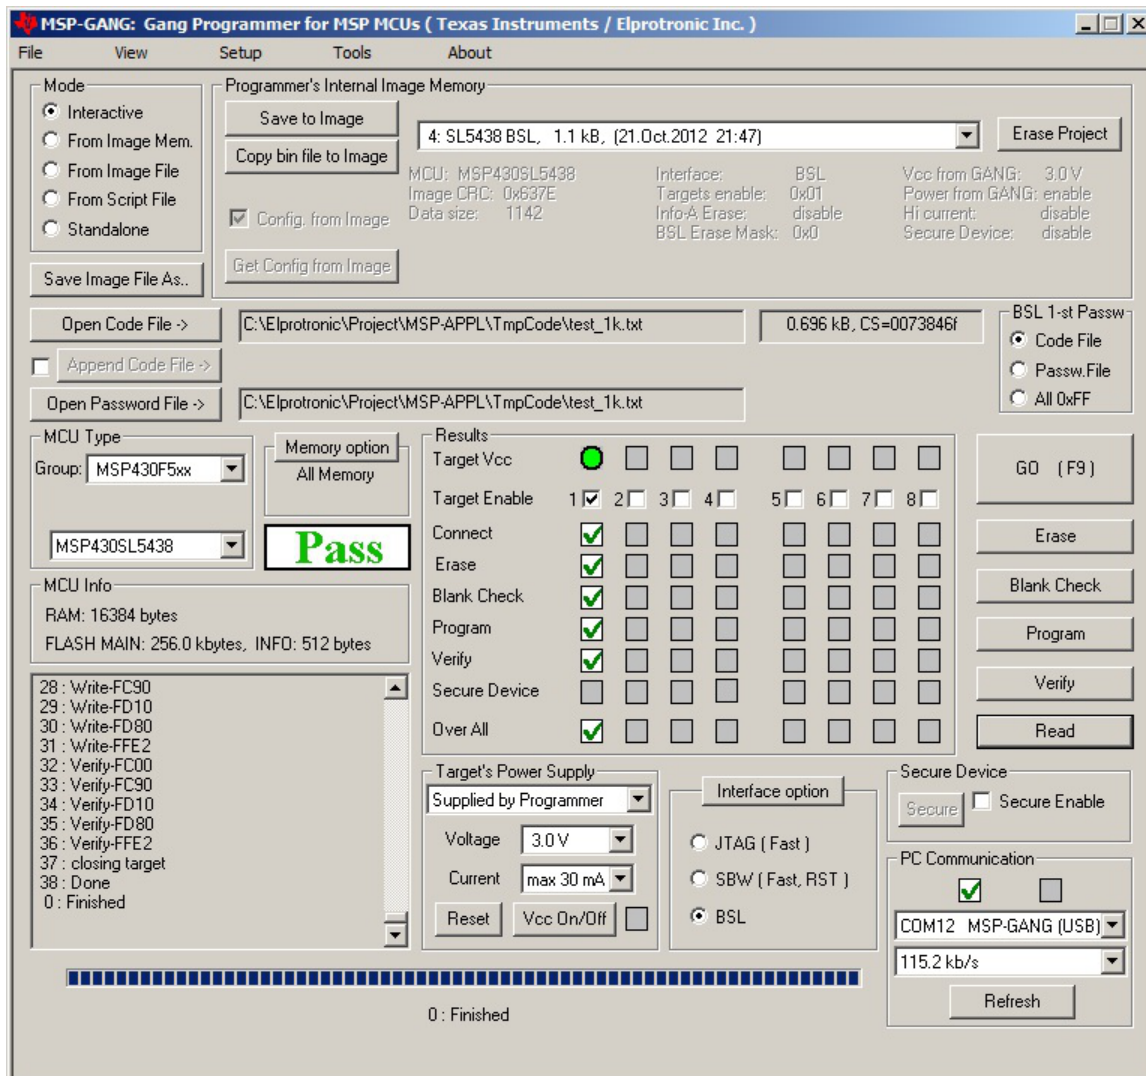 MSP-GANG: Gang Programmer for MSP MCUs ( Texas Instruments / Elprotronic Inc. )
File View Setup Tools About
Mode
Interactive
From Image Mem.
From Image File
From Script File
Standalone
Save Image File As..
Programmer's Internal Image Memory
Save to Image
Copy bin file to Image
Config. from Image
Get Config from Image
4: SL5438 BSL, 1.1 kB, (21.Oct.2012 21:47)
Erase Project
MCU: MSP430SL5438 Interface: BSL Vcc from GANG: 3.0 V
Image CRC: 0x637E Targets enable: 0x01 Power from GANG: enable
Data size: 1142 Info-A Erase: disable Hi current: disable
BSL Erase Mask: 0x0 Secure Device: disable
Open Code File -> C:\Elprotronic\Project\MSP-APPL\TmpCode\test_1k.txt 0.696 kB, CS=0073846f
Append Code File ->
Open Password File -> C:\Elprotronic\Project\MSP-APPL\TmpCode\test_1k.txt
BSL 1-st Passw
Code File
Passw.File
All 0xFF
MCU Type
Group: MSP430F5xx
MSP430SL5438
Memory option
All Memory
Pass
MCU Info
RAM: 16384 bytes
FLASH MAIN: 256.0 kbytes, INFO: 512 bytes
28 : Write-FC90
29 : Write-FD10
30 : Write-FD80
31 : Write-FFE2
32 : Verify-FC00
33 : Verify-FC90
34 : Verify-FD10
35 : Verify-FD80
36 : Verify-FFE2
37 : closing target
38 : Done
0 : Finished
Results
Target Vcc
Target Enable 1 2 3 4 5 6 7 8
Connect
Erase
Blank Check
Program
Verify
Secure Device
Over All
GO ( F9 )
Erase
Blank Check
Program
Verify
Read
Target's Power Supply
Supplied by Programmer
Voltage 3.0 V
Current max 30 mA
Reset Vcc On/Off
Interface option
JTAG ( Fast )
SBW ( Fast, RST )
BSL
Secure Device
Secure Secure Enable
PC Communication
COM12 MSP-GANG (USB)
115.2 kb/s
Refresh
0 : Finished